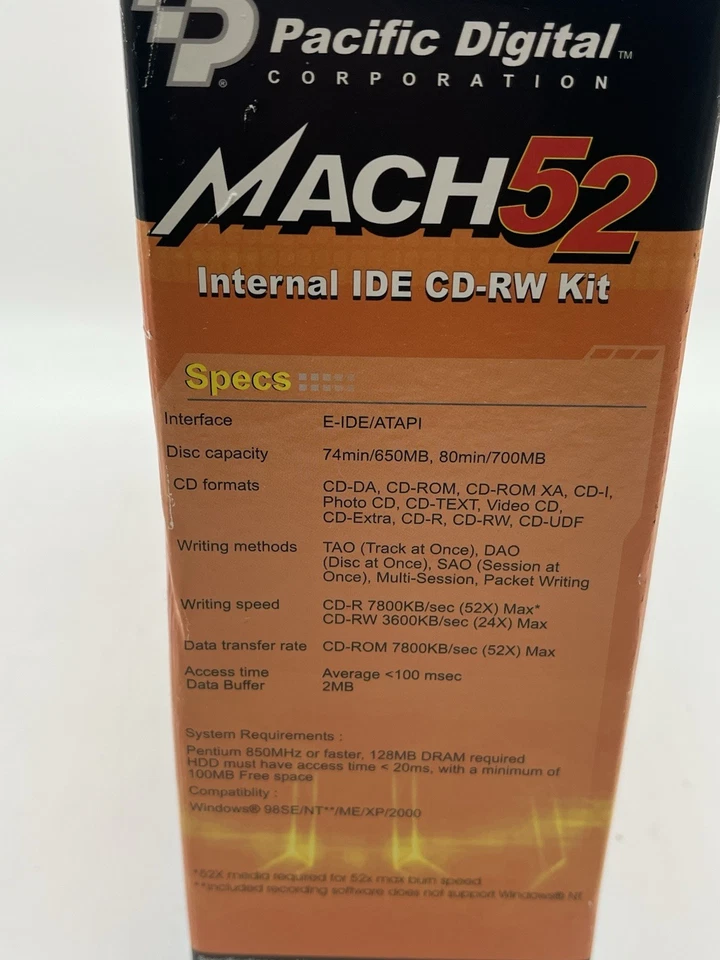 Pacific Digital™
CORPORATION
®
MACH52
Internal IDE CD-RW Kit
Specs
Interface E-IDE/ATAPI
Disc capacity 74min/650MB, 80min/700MB
CD formats CD-DA, CD-ROM, CD-ROM XA, CD-I,
Photo CD, CD-TEXT, Video CD,
CD-Extra, CD-R, CD-RW, CD-UDF
Writing methods TAO (Track at Once), DAO
(Disc at Once), SAO (Session at
Once), Multi-Session, Packet Writing
Writing speed CD-R 7800KB/sec (52X) Max*
CD-RW 3600KB/sec (24X) Max
Data transfer rate CD-ROM 7800KB/sec (52X) Max
Access time Average <100 msec
Data Buffer 2MB
System Requirements :
Pentium 850MHz or faster, 128MB DRAM required
HDD must have access time < 20ms, with a minimum of
100MB Free space
Compatiblity :
Windows® 98SE/NT**/ME/XP/2000
*52X media required for 52x max burn speed
**Included recording software does not support Windows® NT